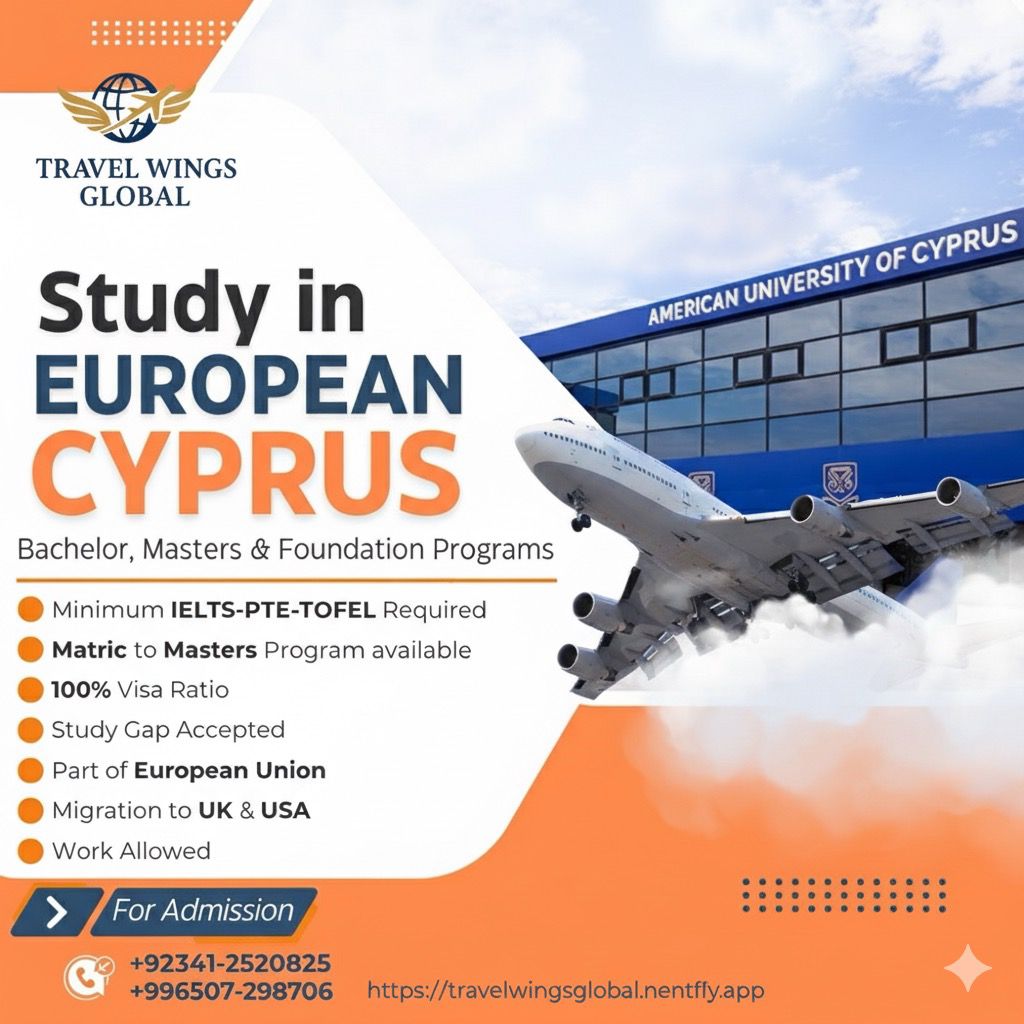 TRAVEL WINGS
GLOBAL
AMERICAN UNIVERSITY OF CYPRUS
Study in
EUROPEAN
CYPRUS
Bachelor, Masters & Foundation Programs
Minimum IELTS-PTE-TOFEL Required
Matric to Masters Program available
100% Visa Ratio
Study Gap Accepted
Part of European Union
Migration to UK & USA
Work Allowed
For Admission
+92341-2520825
+996507-298706
https://travelwingsglobal.nentffy.app